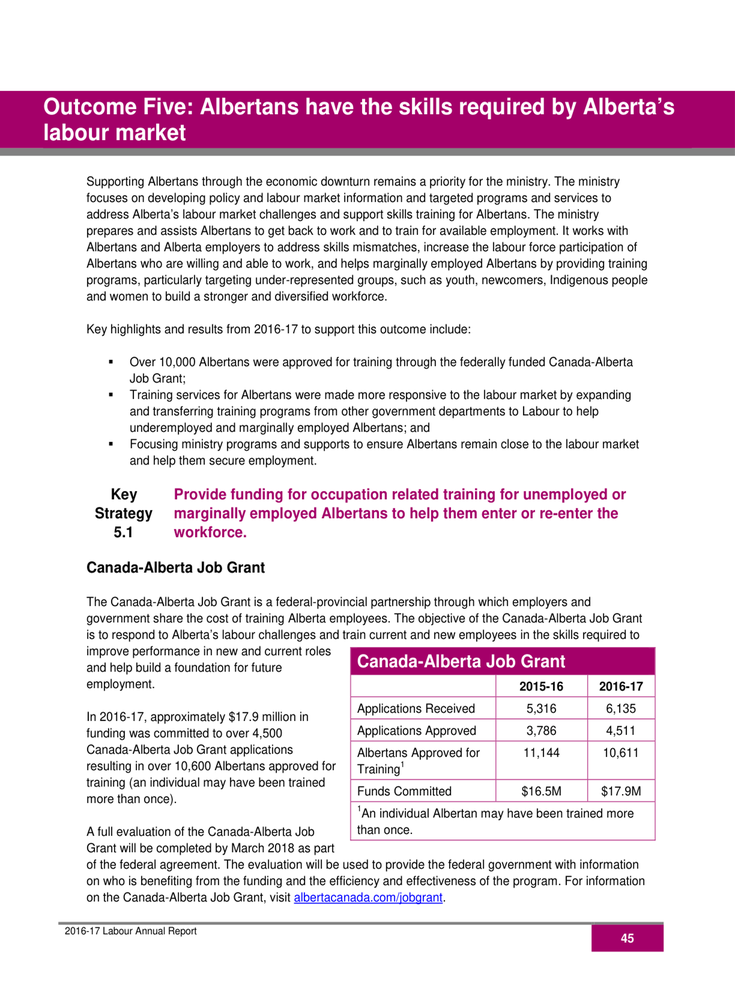 Outcome Five: Albertans have the skills required by Alberta's
labour market
Supporting Albertans through the economic downturn remains a priority for the ministry. The ministry
focuses on developing policy and labour market information and targeted programs and services to
address Alberta's labour market challenges and support skills training for Albertans. The ministry
prepares and assists Albertans to get back to work and to train for available employment. It works with
Albertans and Alberta employers to address skills mismatches, increase the labour force participation of
Albertans who are willing and able to work, and helps marginally employed Albertans by providing training
programs, particularly targeting under-represented groups, such as youth, newcomers, Indigenous people
and women to build a stronger and diversified workforce.
Key highlights and results from 2016-17 to support this outcome include:
▪ Over 10,000 Albertans were approved for training through the federally funded Canada-Alberta
Job Grant;
▪ Training services for Albertans were made more responsive to the labour market by expanding
and transferring training programs from other government departments to Labour to help
underemployed and marginally employed Albertans; and
▪ Focusing ministry programs and supports to ensure Albertans remain close to the labour market
and help them secure employment.
Key
Strategy
5.1
Provide funding for occupation related training for unemployed or
marginally employed Albertans to help them enter or re-enter the
workforce.
Canada-Alberta Job Grant
The Canada-Alberta Job Grant is a federal-provincial partnership through which employers and
government share the cost of training Alberta employees. The objective of the Canada-Alberta Job Grant
is to respond to Alberta's labour challenges and train current and new employees in the skills required to
improve performance in new and current roles
and help build a foundation for future
employment.
In 2016-17, approximately $17.9 million in
funding was committed to over 4,500
Canada-Alberta Job Grant applications
resulting in over 10,600 Albertans approved for
training (an individual may have been trained
more than once).
A full evaluation of the Canada-Alberta Job
Grant will be completed by March 2018 as part
Canada-Alberta Job Grant
2015-16 2016-17
Applications Received 5,316 6,135
Applications Approved 3,786 4,511
Albertans Approved for 11,144 10,611
Training¹
Funds Committed $16.5M $17.9M
¹An individual Albertan may have been trained more
than once.
of the federal agreement. The evaluation will be used to provide the federal government with information
on who is benefiting from the funding and the efficiency and effectiveness of the program. For information
on the Canada-Alberta Job Grant, visit albertacanada.com/jobgrant.
2016-17 Labour Annual Report
45